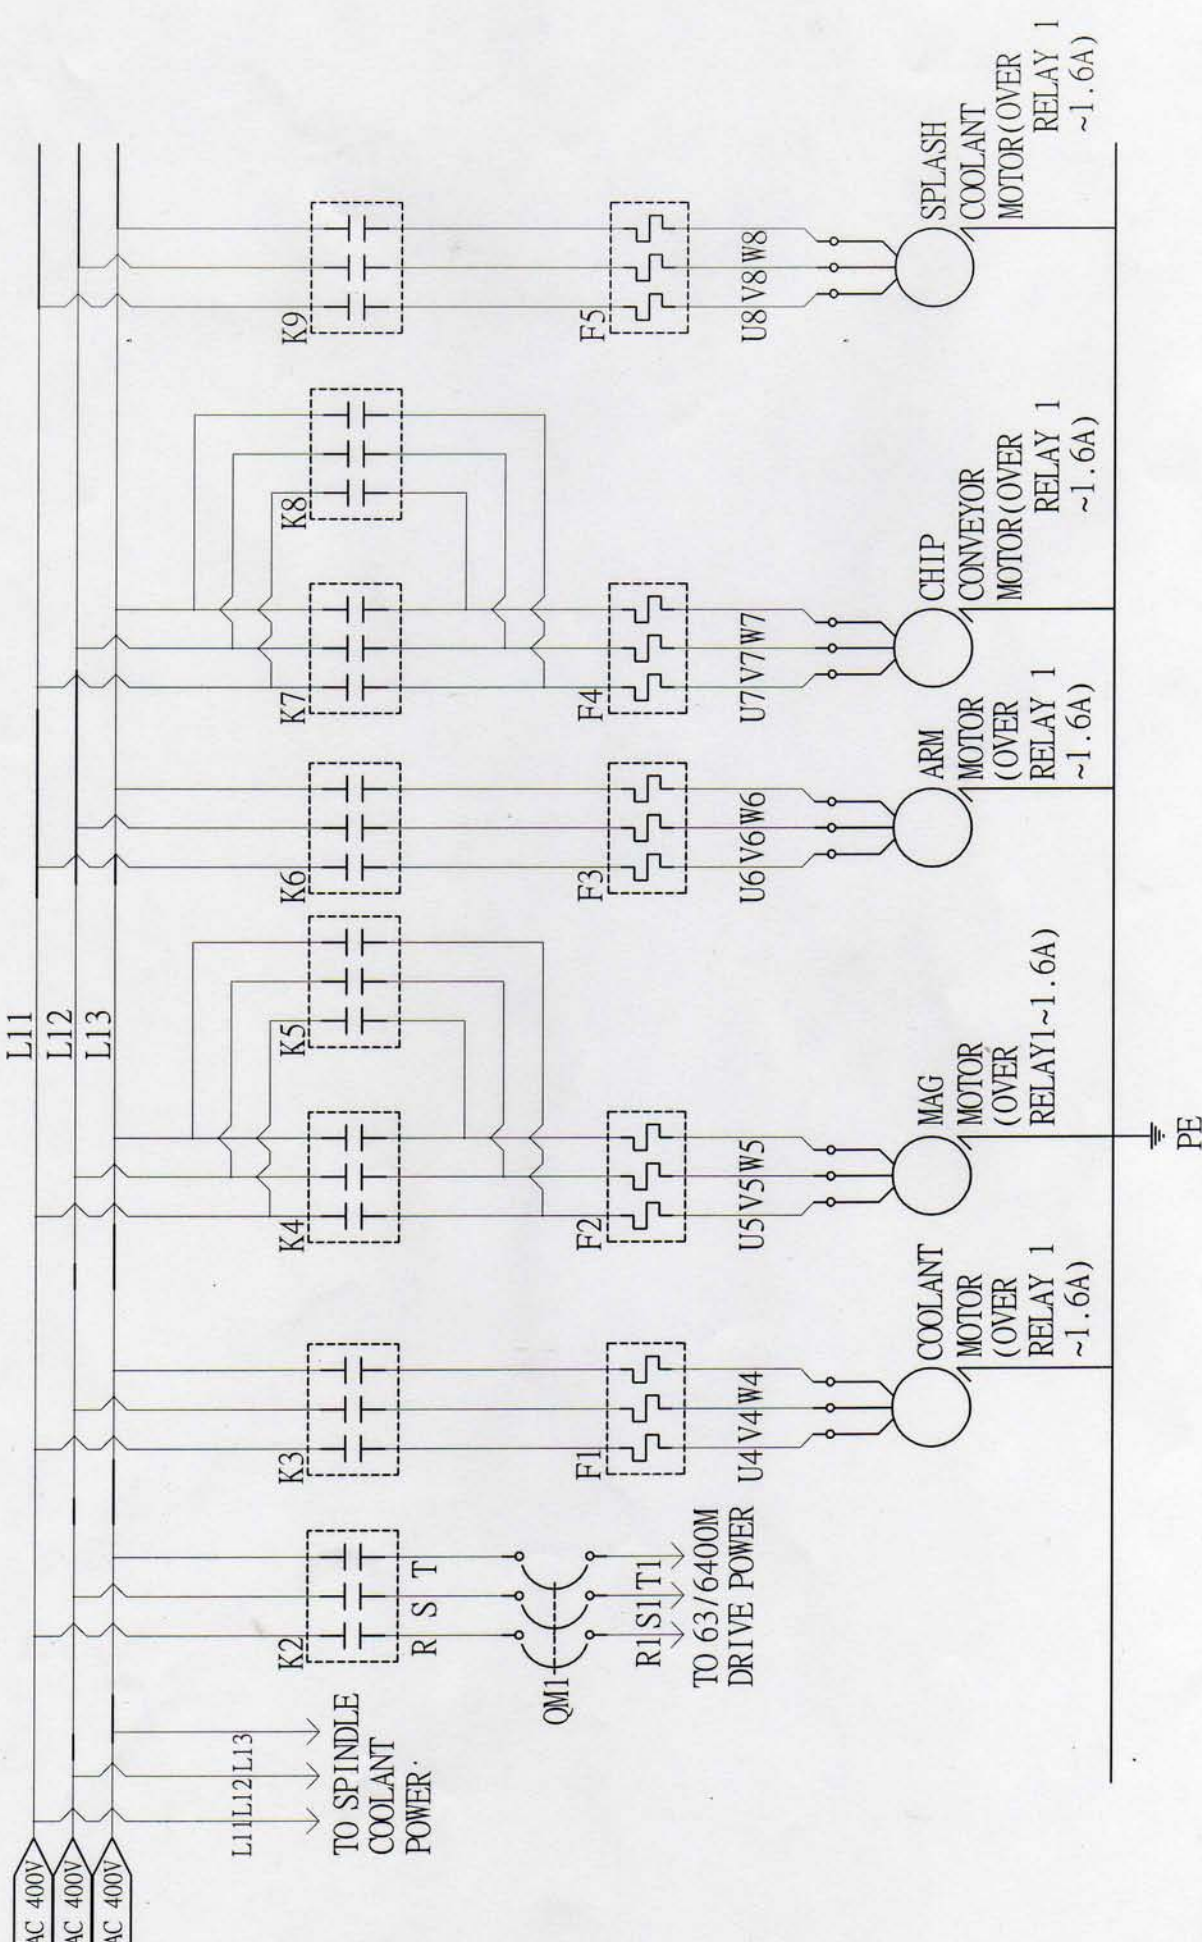 AC 400V
AC 400V
AC 400V
L11
L12
L13
L11L12 L13
TO SPINDLE
COOLANT
POWER
K2
R S T
QM1
R1S1T1
TO 63/6400M
DRIVE POWER
K3
F1
U4 V4 W4
COOLANT
MOTOR
(OVER
RELAY 1
~1.6A)
K4
K5
F2
U5 V5 W5
MAG
MOTOR
(OVER
RELAY1~1.6A)
PE
K6
F3
U6 V6 W6
ARM
MOTOR
(OVER
RELAY 1
~1.6A)
K7
K8
F4
U7 V7 W7
CHIP
CONVEYOR
MOTOR(OVER
RELAY 1
~1.6A)
K9
F5
U8 V8 W8
SPLASH
COOLANT
MOTOR(OVER
RELAY 1
~1.6A)